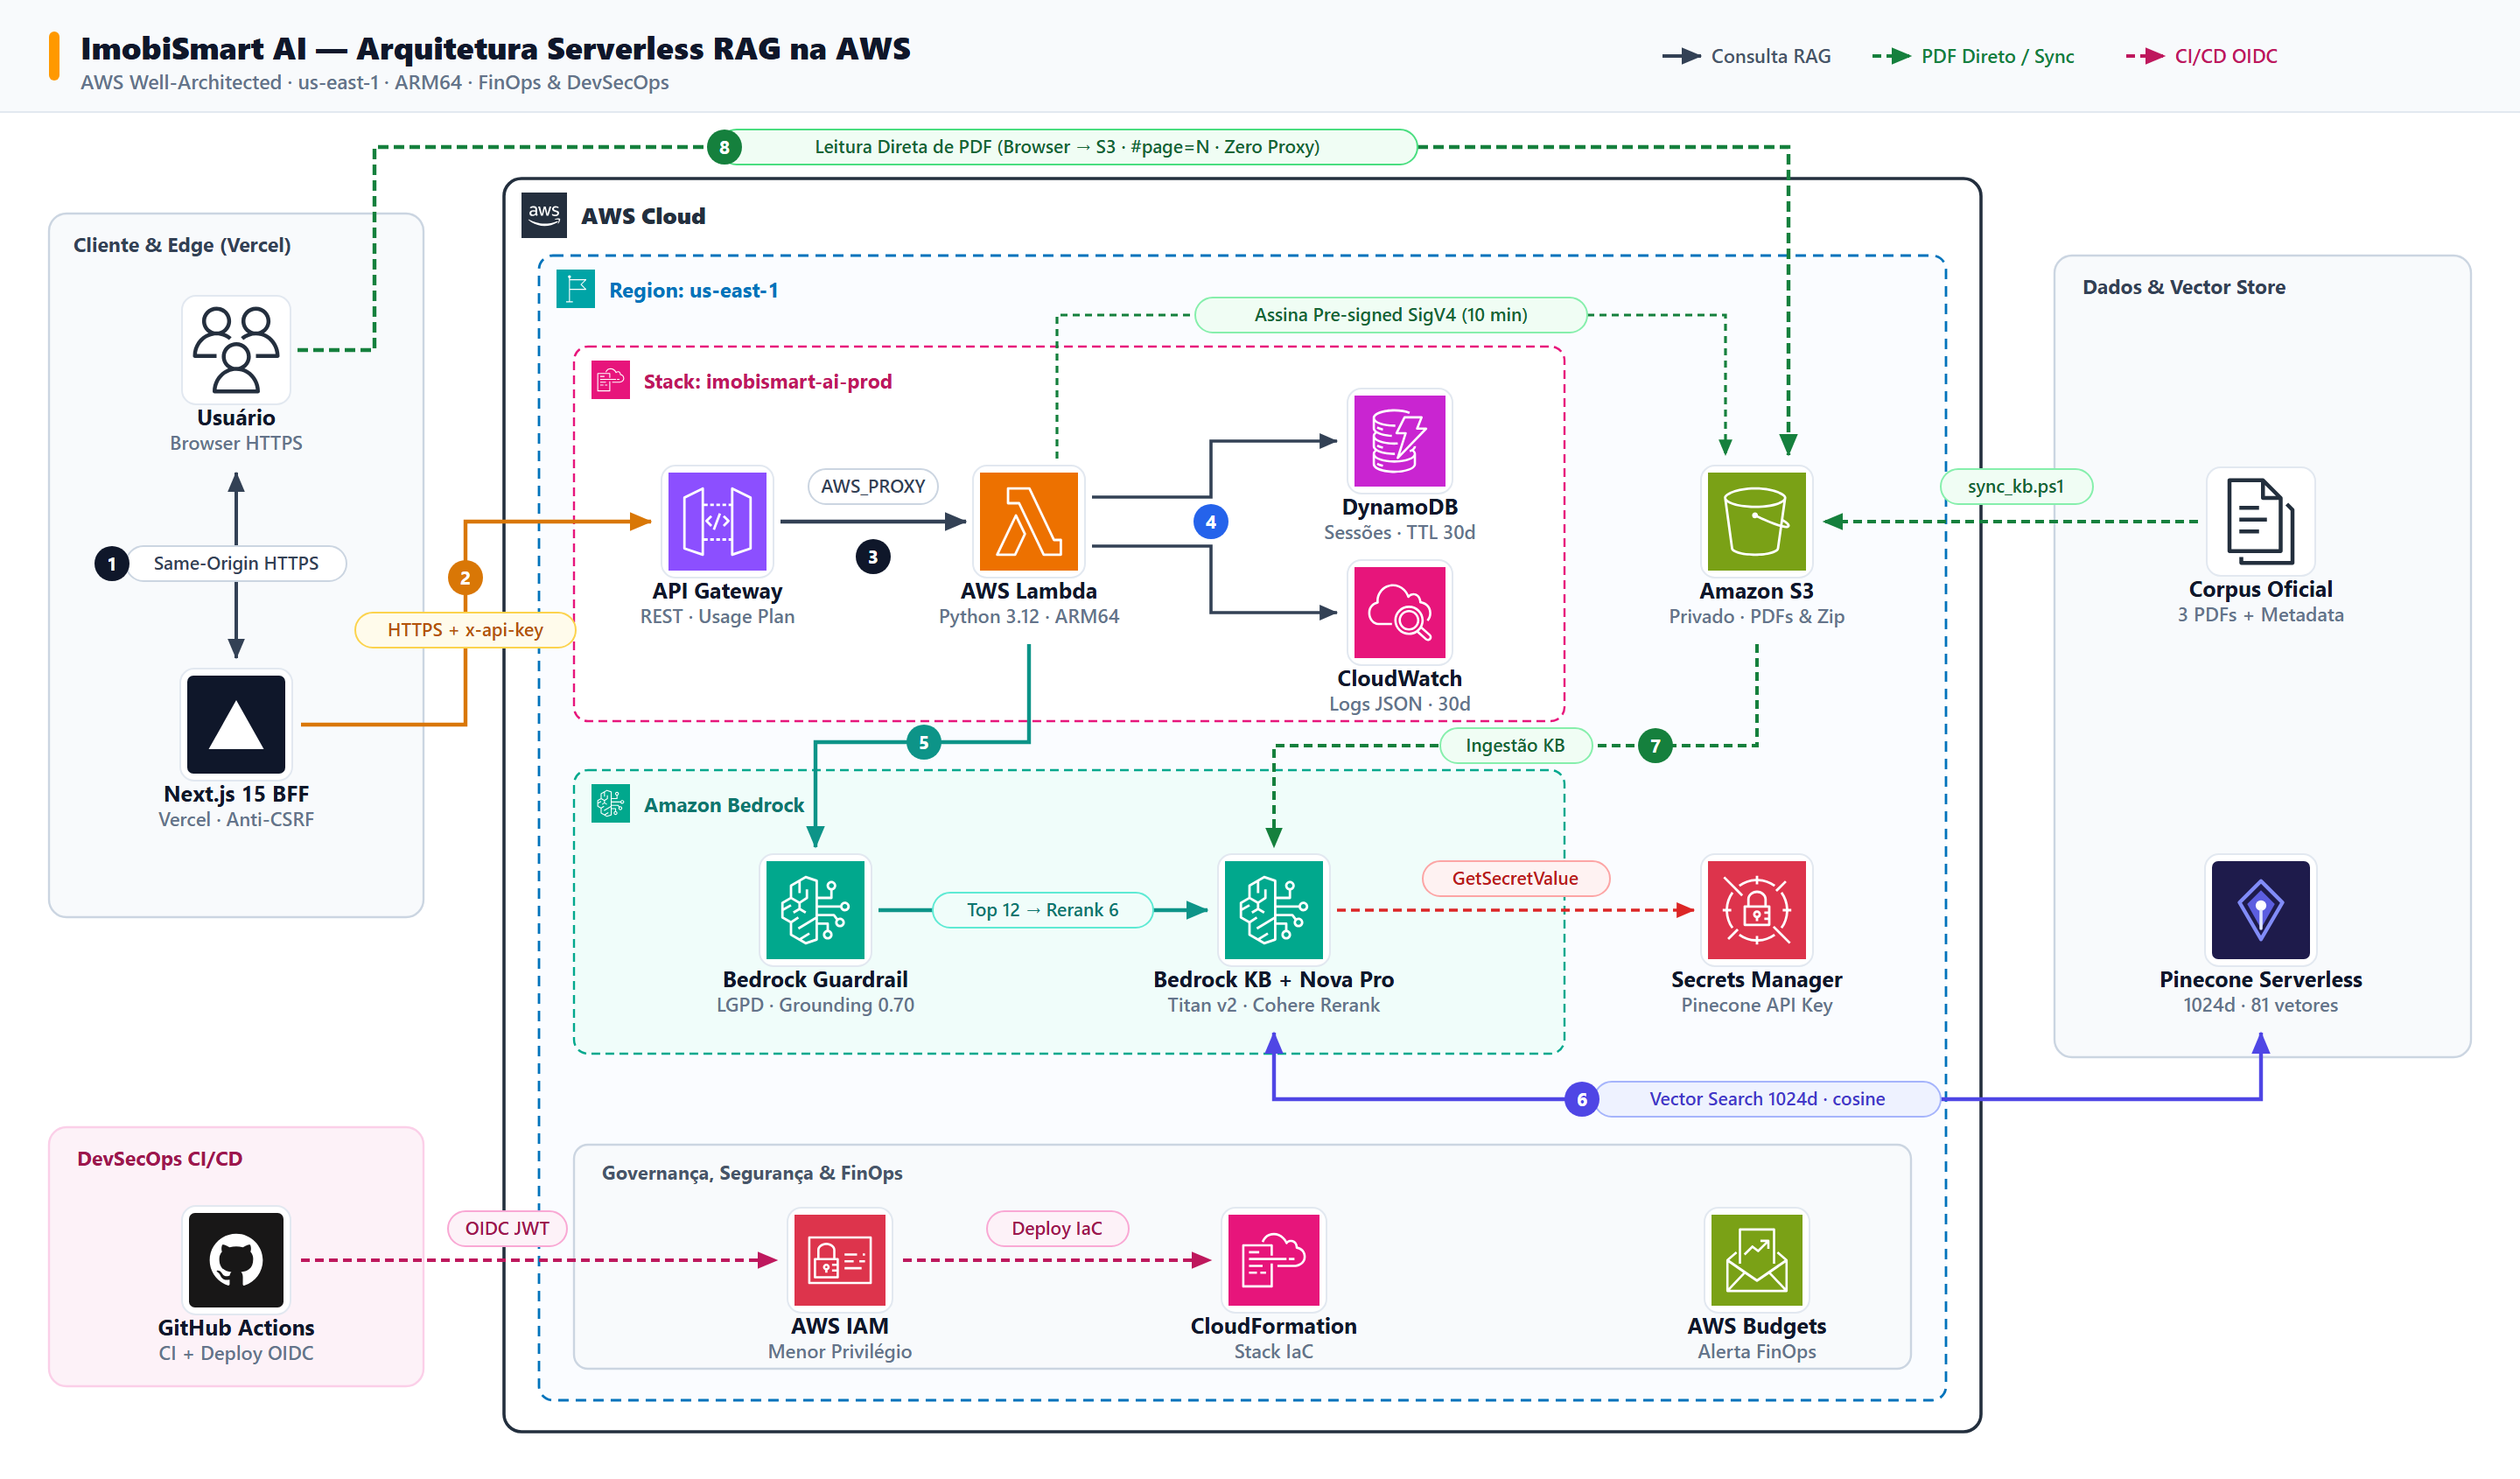 ImobiSmart AI — Arquitetura Serverless RAG na AWS
AWS Well-Architected · us-east-1 · ARM64 · FinOps & DevSecOps
Consulta RAG
PDF Direto / Sync
CI/CD OIDC
8
Leitura Direta de PDF (Browser → S3 · #page=N · Zero Proxy)
aws
AWS Cloud
Cliente & Edge (Vercel)
Region: us-east-1
Dados & Vector Store
Assina Pre-signed SigV4 (10 min)
Stack: imobismart-ai-prod
Usuário
Browser HTTPS
1
Same-Origin HTTPS
2
HTTPS + x-api-key
Next.js 15 BFF
Vercel · Anti-CSRF
API Gateway
REST · Usage Plan
AWS_PROXY
3
AWS Lambda
Python 3.12 · ARM64
4
DynamoDB
Sessões · TTL 30d
CloudWatch
Logs JSON · 30d
Amazon S3
Privado · PDFs & Zip
sync_kb.ps1
Corpus Oficial
3 PDFs + Metadata
5
Ingestão KB
7
Amazon Bedrock
Bedrock Guardrail
LGPD · Grounding 0.70
Top 12 → Rerank 6
Bedrock KB + Nova Pro
Titan v2 · Cohere Rerank
GetSecretValue
Secrets Manager
Pinecone API Key
Pinecone Serverless
1024d · 81 vetores
6
Vector Search 1024d · cosine
DevSecOps CI/CD
GitHub Actions
CI + Deploy OIDC
OIDC JWT
Governança, Segurança & FinOps
AWS IAM
Menor Privilégio
Deploy IaC
CloudFormation
Stack IaC
AWS Budgets
Alerta FinOps